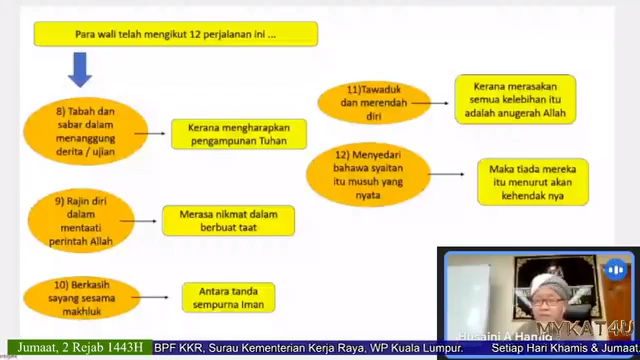 Para wali telah mengikut 12 perjalanan ini ...
8) Tabah dan
sabar dalam
menanggung
derita / ujian
Kerana mengharapkan
pengampunan Tuhan
9) Rajin diri
dalam
mentaati
perintah Allah
Merasa nikmat dalam
berbuat taat
10) Berkasih
sayang sesama
makhluk
Antara tanda
sempurna Iman
11)Tawaduk
dan merendah
diri
Kerana merasakan
semua kelebihan itu
adalah anugerah Allah
12) Menyedari
bahawa syaitan
itu musuh yang
nyata
Maka tiada mereka
itu menurut akan
kehendak nya
Husaini A Hanjib
MYKAT4U
Jumaat, 2 Rejab 1443H
BPF KKR, Surau Kementerian Kerja Raya, WP Kuala Lumpur. Setiap Hari Khamis & Jumaat.